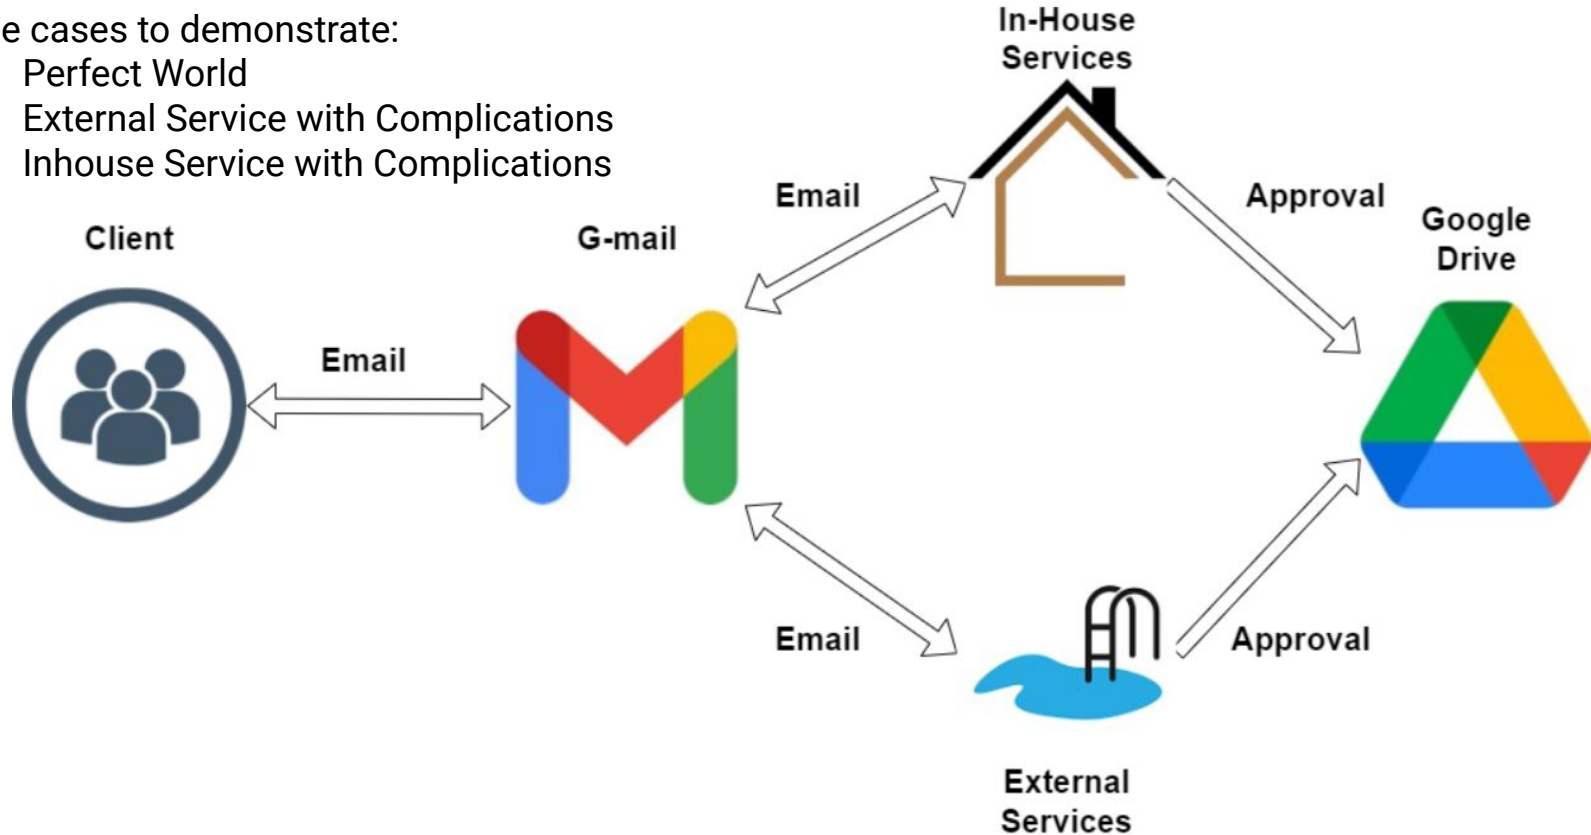 e cases to demonstrate:
Perfect World
External Service with Complications
Inhouse Service with Complications
In-House
Services
Email
Approval
Google
Drive
Client
G-mail
Email
Email
Approval
External
Services